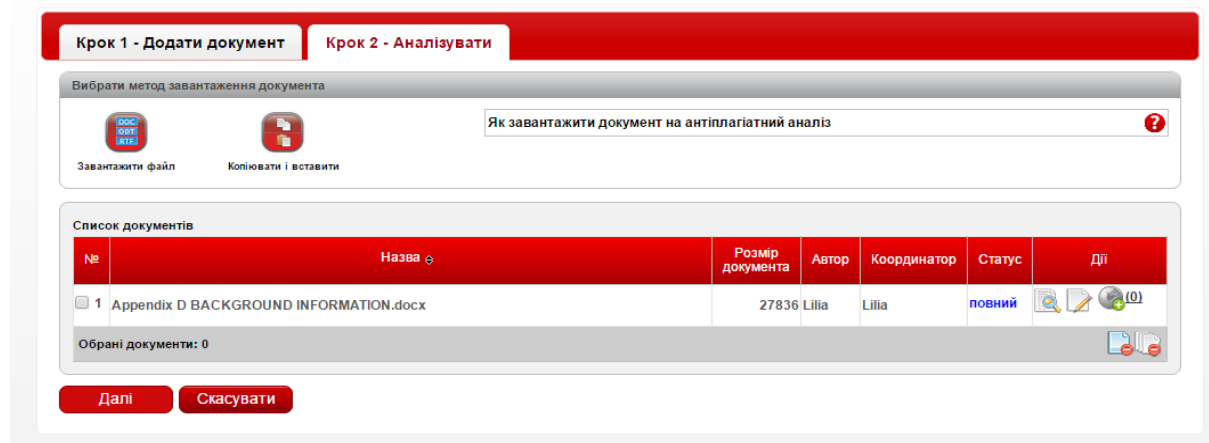 Крок 1 - Додати документ
Крок 2 - Аналізувати
Вибрати метод завантаження документа
DOC
ODT
RTF
Завантажити файл
Копіювати і вставити
Як завантажити документ на антіплагіатний аналіз
?
Список документів
№ Назва Розмір документа Автор Координатор Статус Дії
1 Appendix D BACKGROUND INFORMATION.docx 27836 Lilia Lilia повний (0)
Обрані документи: 0
Далі Скасувати